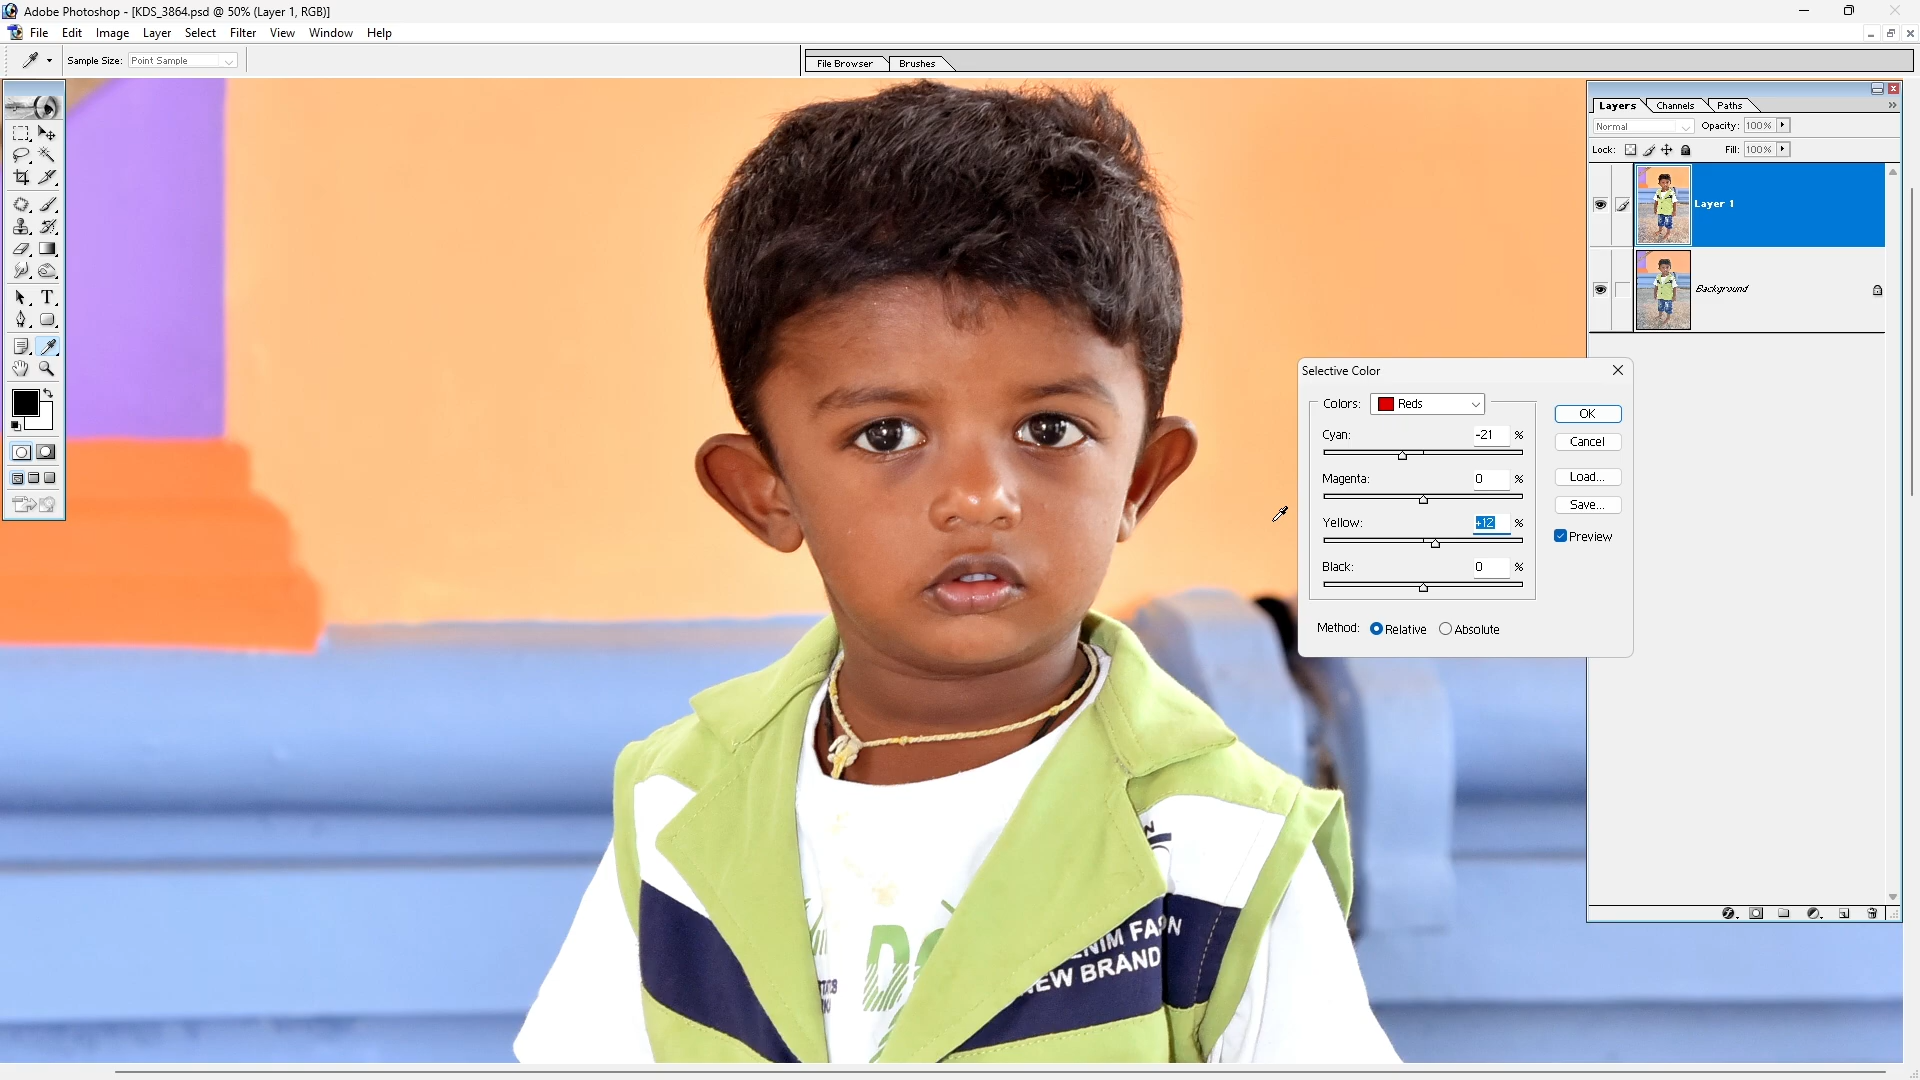 Adobe Photoshop - [KDS_3864.psd @ 50% (Layer 1, RGB)]
File Edit Image Layer Select Filter View Window Help
Sample Size: Point Sample
File Browser Brushes
Layers Channels Paths
Normal Opacity: 100%
Lock: Fill: 100%
Layer 1
Background
T
Selective Color
Colors: Reds
OK
Cyan: -21 %
Cancel
Magenta: 0 %
Load...
Save...
Yellow: +12 %
Preview
Black: 0 %
Method: Relative Absolute
ENIM FA
EW BRAND